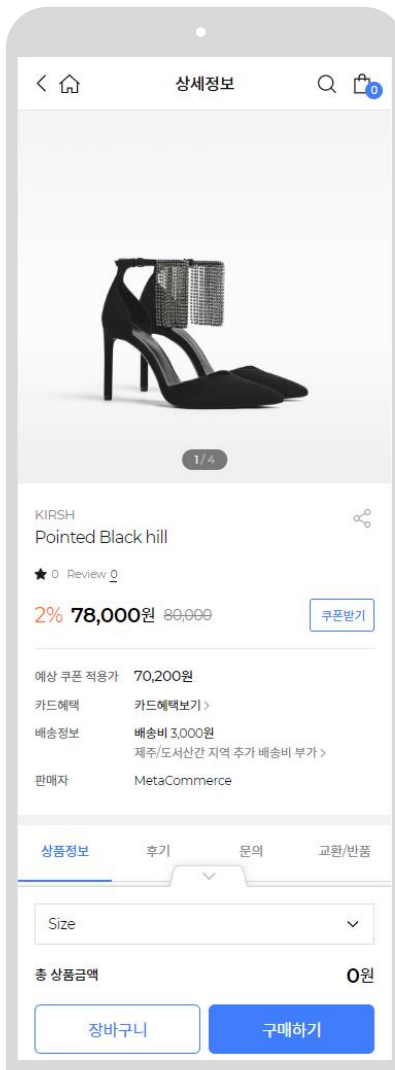 상세정보
0
1/4
KIRSH
Pointed Black hill
★ 0 Review 0
2% 78,000원 80,000
쿠폰받기
예상 쿠폰 적용가 70,200원
카드혜택 카드혜택보기 >
배송정보 배송비 3,000원
제주/도서산간 지역 추가 배송비 부가 >
판매자 MetaCommerce
상품정보 후기 문의 교환/반품
Size
총 상품금액 0원
장바구니 구매하기